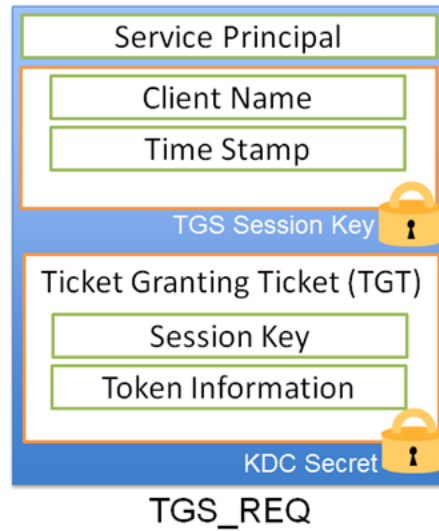 Service Principal
Client Name
Time Stamp
TGS Session Key
Ticket Granting Ticket (TGT)
Session Key
Token Information
KDC Secret
TGS_REQ